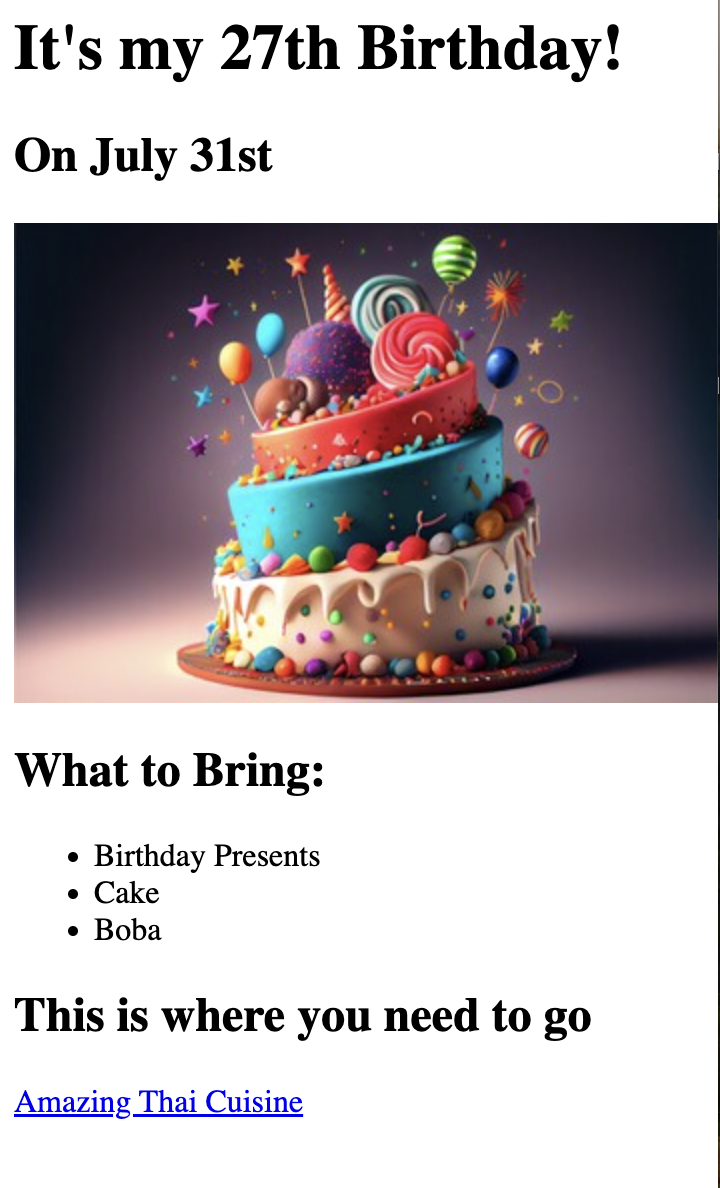 It's my 27th Birthday!
On July 31st
What to Bring:
Birthday Presents
Cake
Boba
This is where you need to go
Amazing Thai Cuisine